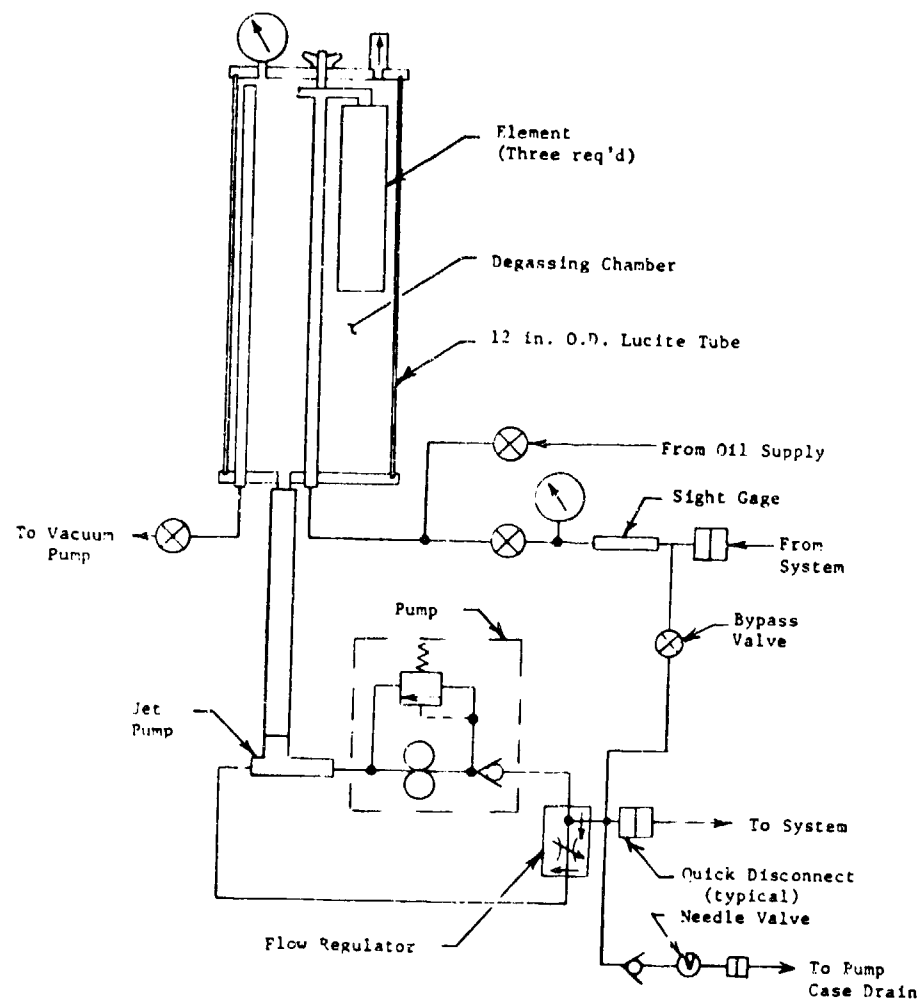 Element
(Three req'd)
Degassing Chamber
12 in. O.D. Lucite Tube
From Oil Supply
Sight Gage
To Vacuum
Pump
From
System
Pump
Bypass
Valve
Jet
Pump
To System
Quick Disconnect
(typical)
Needle Valve
Flow Regulator
To Pump
Case Drain